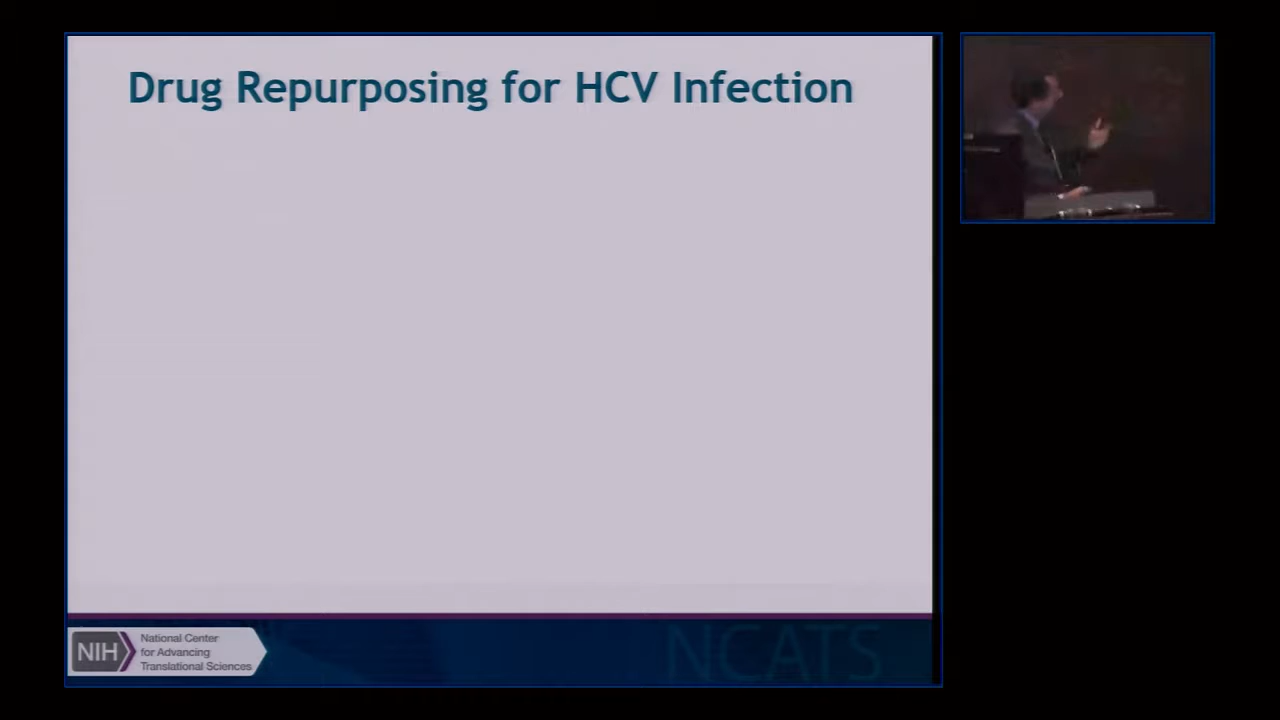 Drug Repurposing for HCV Infection
NIH
National Center
for Advancing
Translational Sciences
NCATS